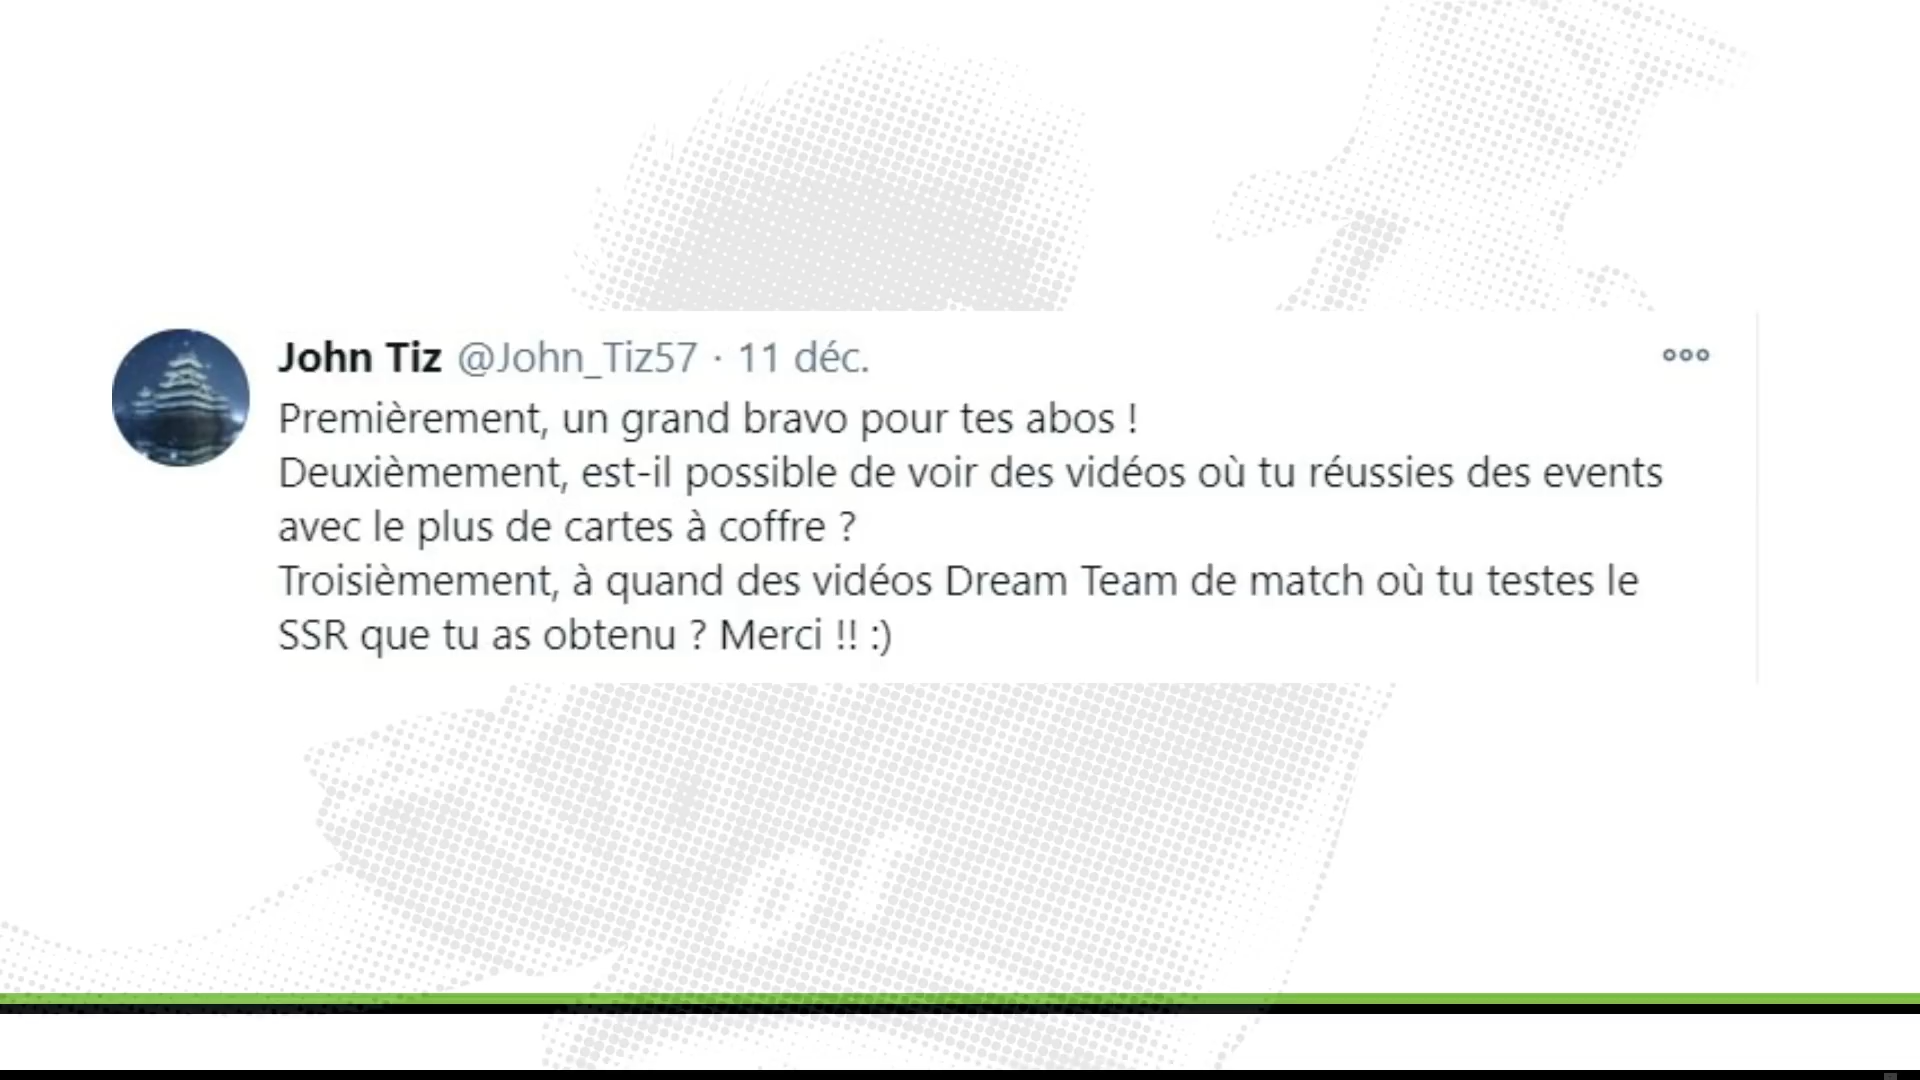 John Tiz @John_Tiz57 · 11 déc.
Premièrement, un grand bravo pour tes abos !
Deuxièmement, est-il possible de voir des vidéos où tu réussies des events
avec le plus de cartes à coffre ?
Troisièmement, à quand des vidéos Dream Team de match où tu testes le
SSR que tu as obtenu ? Merci !! :)